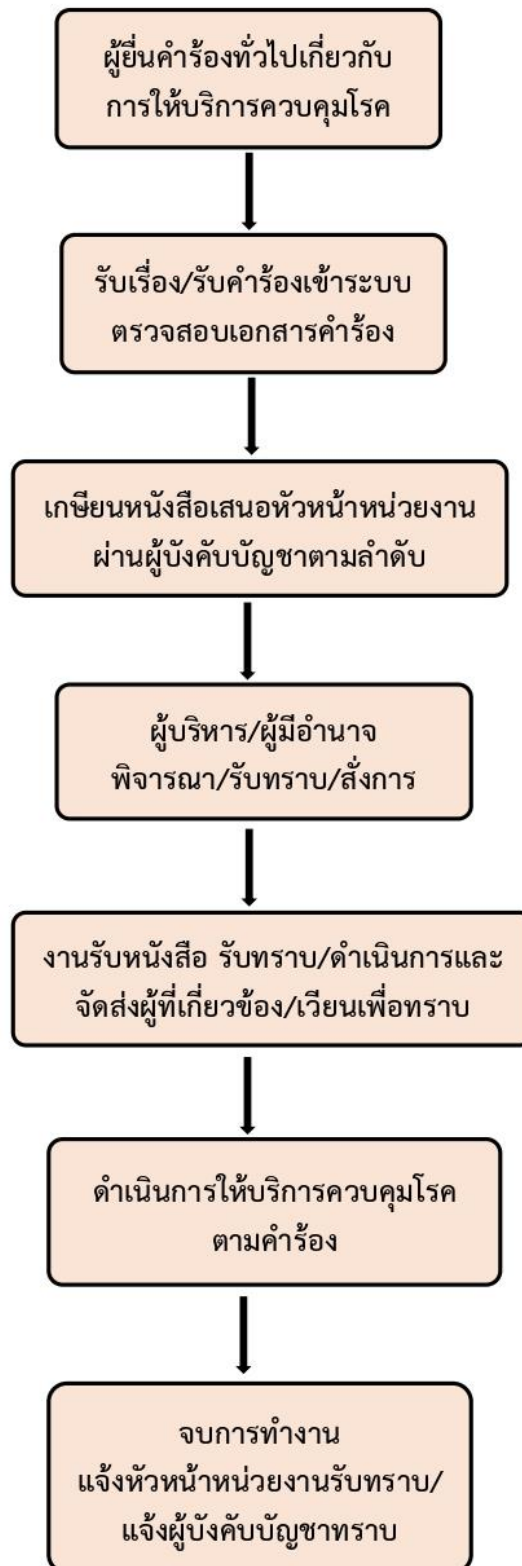 ผู้ยื่นคำร้องทั่วไปเกี่ยวกับ
การให้บริการควบคุมโรค
รับเรื่อง/รับคำร้องเข้าระบบ
ตรวจสอบเอกสารคำร้อง
เกษียนหนังสือเสนอหัวหน้าหน่วยงาน
ผ่านผู้บังคับบัญชาตามลำดับ
ผู้บริหาร/ผู้มีอำนาจ
พิจารณา/รับทราบ/สั่งการ
งานรับหนังสือ รับทราบ/ดำเนินการและ
จัดส่งผู้ที่เกี่ยวข้อง/เวียนเพื่อทราบ
ดำเนินการให้บริการควบคุมโรค
ตามคำร้อง
จบการทำงาน
แจ้งหัวหน้าหน่วยงานรับทราบ/
แจ้งผู้บังคับบัญชาทราบ